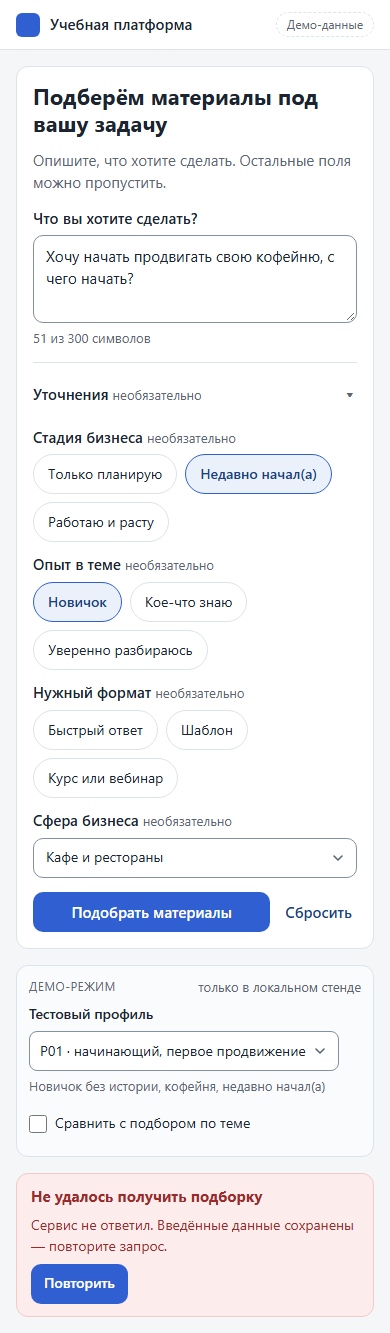 Учебная платформа
Демо-данные
Подберём материалы под
вашу задачу
Опишите, что хотите сделать. Остальные поля
можно пропустить.
Что вы хотите сделать?
Хочу начать продвигать свою кофейню, с
чего начать?
51 из 300 символов
Уточнения необязательно
Стадия бизнеса необязательно
Только планирую
Недавно начал(а)
Работаю и расту
Опыт в теме необязательно
Новичок
Кое-что знаю
Уверенно разбираюсь
Нужный формат необязательно
Быстрый ответ
Шаблон
Курс или вебинар
Сфера бизнеса необязательно
Кафе и рестораны
Подобрать материалы
Сбросить
ДЕМО-РЕЖИМ
только в локальном стенде
Тестовый профиль
P01 · начинающий, первое продвижение
Новичок без истории, кофейня, недавно начал(а)
Сравнить с подбором по теме
Не удалось получить подборку
Сервис не ответил. Введённые данные сохранены
— повторите запрос.
Повторить